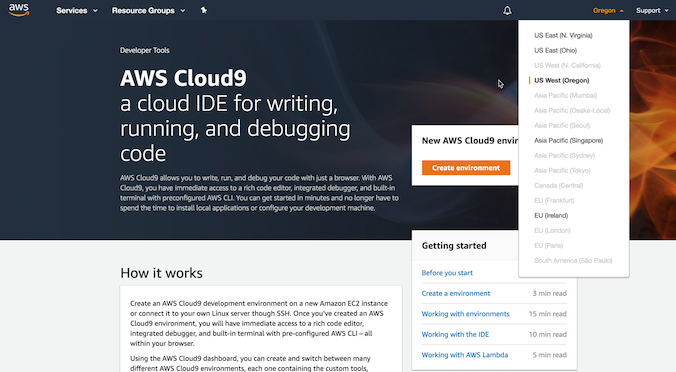 aws
Services
Resource Groups
Oregon
Support
US East (N. Virginia)
US East (Ohio)
US West (N. California)
US West (Oregon)
Asia Pacific (Mumbai)
Asia Pacific (Osaka-Local)
Asia Pacific (Seoul)
Asia Pacific (Singapore)
Asia Pacific (Sydney)
Asia Pacific (Tokyo)
Canada (Central)
EU (Frankfurt)
EU (Ireland)
EU (London)
EU (Paris)
South America (São Paulo)
Developer Tools
AWS Cloud9
a cloud IDE for writing,
running, and debugging
code
AWS Cloud9 allows you to write, run, and debug your code with just a browser. With AWS
Cloud9, you have immediate access to a rich code editor, integrated debugger, and built-in
terminal with preconfigured AWS CLI. You can get started in minutes and no longer have to
spend the time to install local applications or configure your development machine.
New AWS Cloud9
Create environment
Getting started
Before you start
Create a environment 3 min read
Working with environments 15 min read
Working with the IDE 10 min read
Working with AWS Lambda 5 min read
How it works
Create an AWS Cloud9 development environment on a new Amazon EC2 instance
or connect it to your own Linux server though SSH. Once you've created an AWS
Cloud9 environment, you will have immediate access to a rich code editor,
integrated debugger, and built-in terminal with pre-configured AWS CLI – all
within your browser.
Using the AWS Cloud9 dashboard, you can create and switch between many
different AWS Cloud9 environments, each one containing the custom tools,